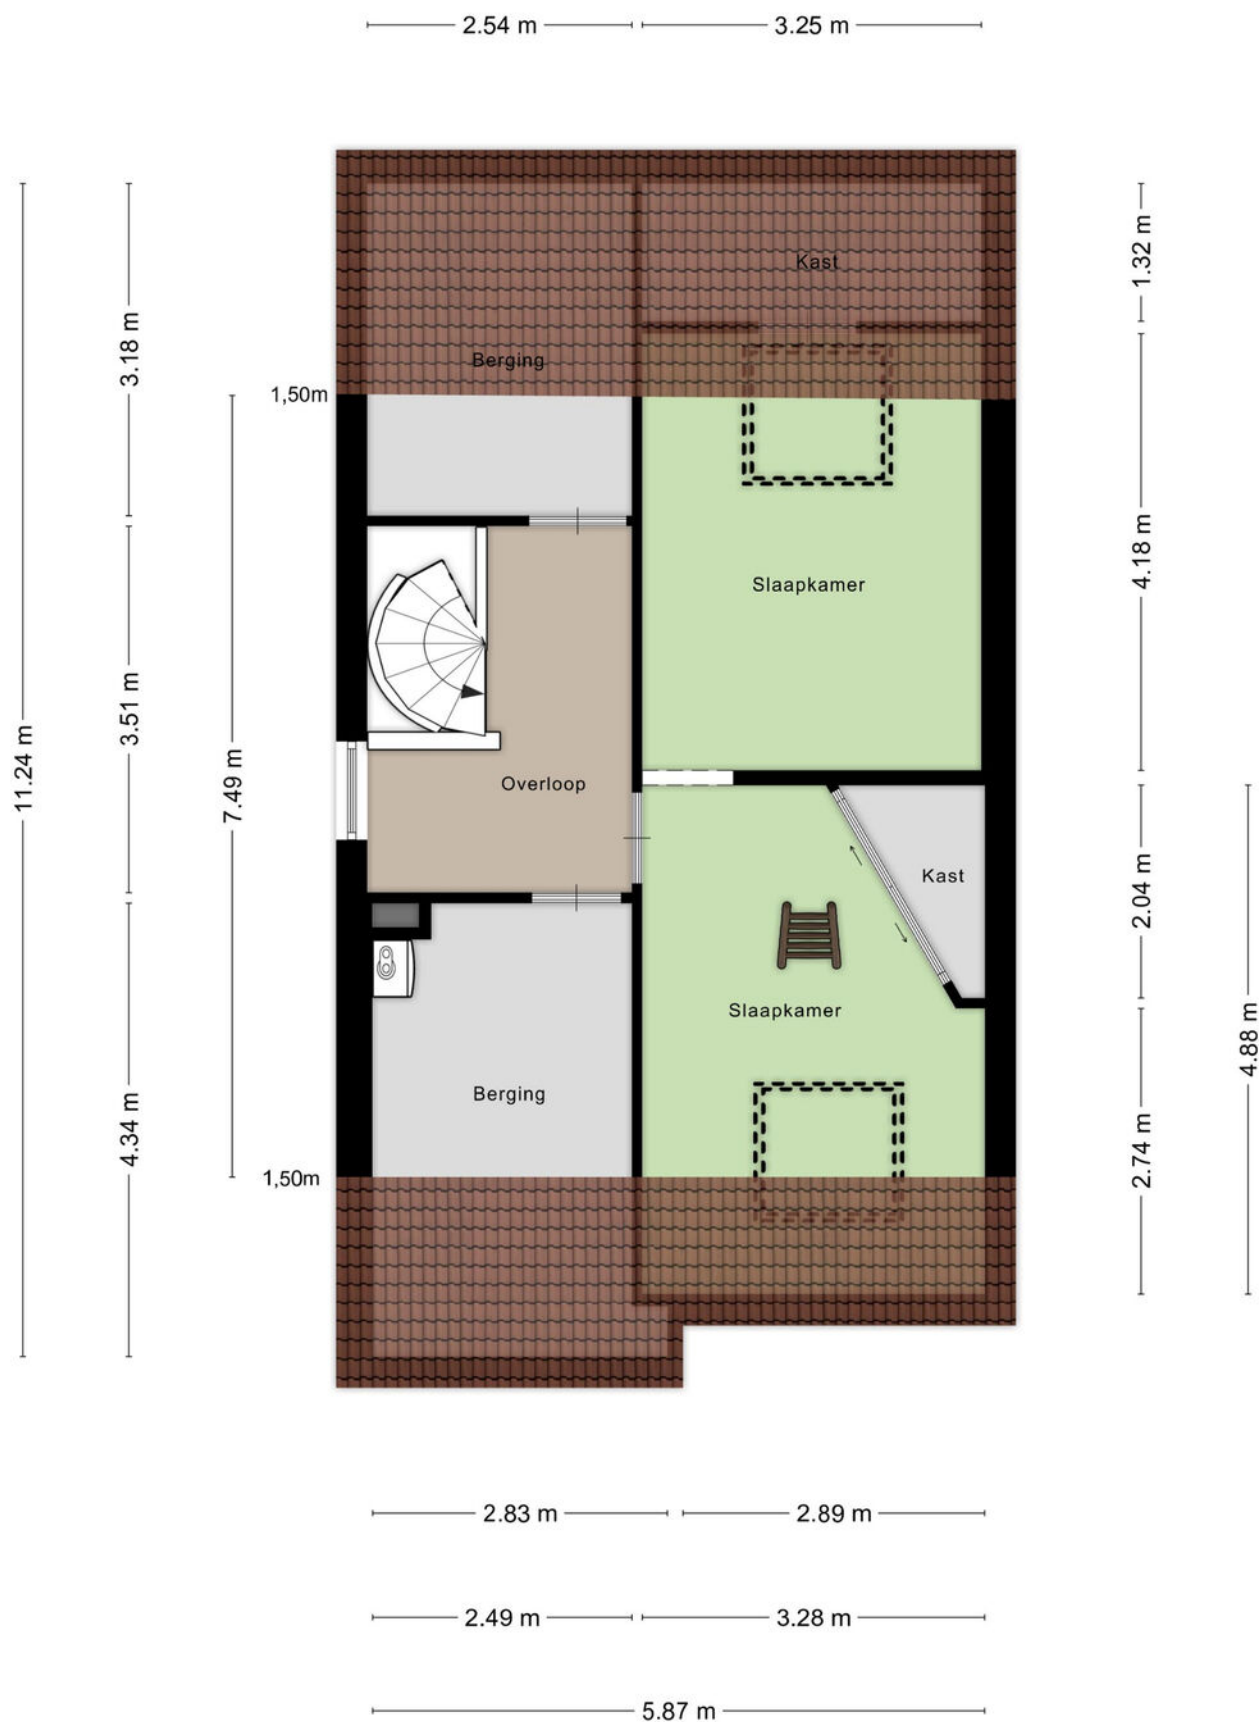 2.54 m
3.25 m
1.32 m
Kast
3.18 m
Berging
1,50m
4.18 m
Slaapkamer
3.51 m
11.24 m
7.49 m
Overloop
Kast
2.04 m
Slaapkamer
4.88 m
Berging
4.34 m
2.74 m
1,50m
2.83 m
2.89 m
2.49 m
3.28 m
5.87 m